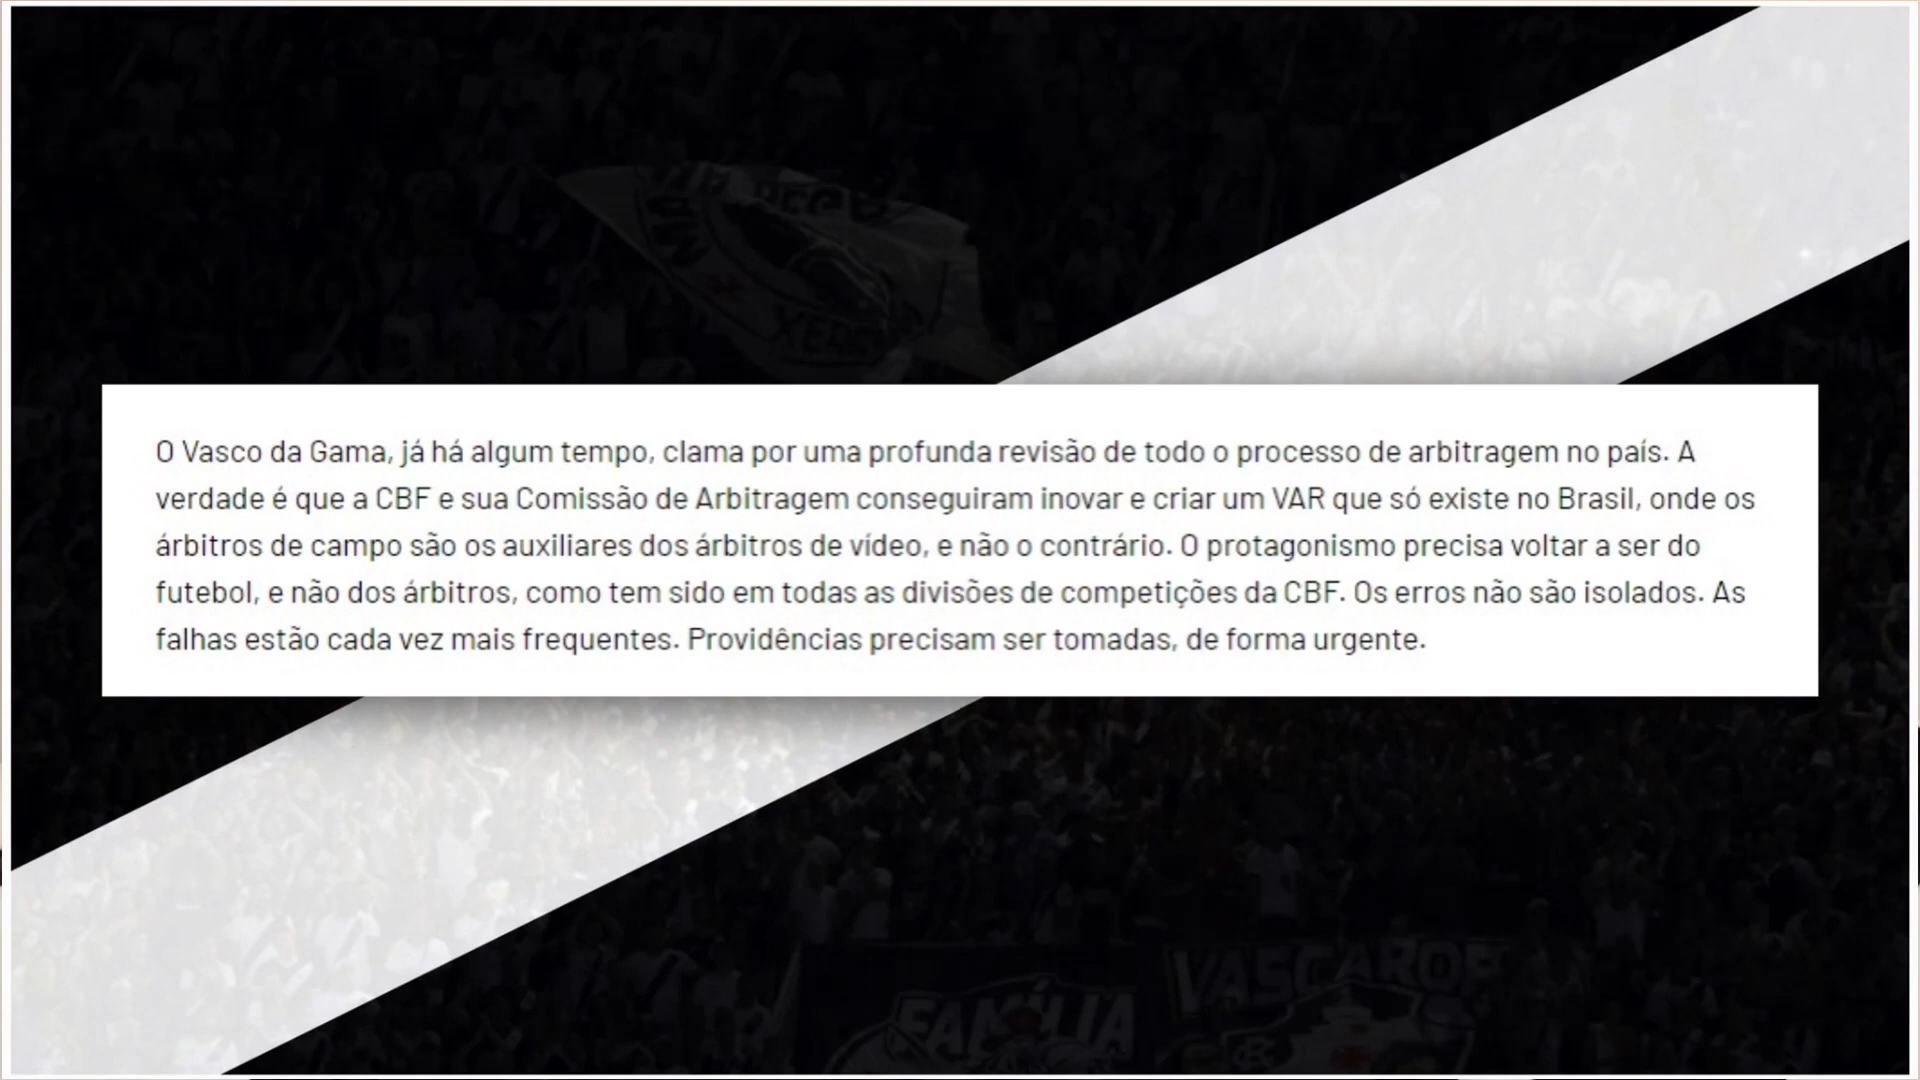 O Vasco da Gama, já há algum tempo, clama por uma profunda revisão de todo o processo de arbitragem no país. A
verdade é que a CBF e sua Comissão de Arbitragem conseguiram inovar e criar um VAR que só existe no Brasil, onde os
árbitros de campo são os auxiliares dos árbitros de vídeo, e não o contrário. O protagonismo precisa voltar a ser do
futebol, e não dos árbitros, como tem sido em todas as divisões de competições da CBF. Os erros não são isolados. As
falhas estão cada vez mais frequentes. Providências precisam ser tomadas, de forma urgente.
FAMÍLIA